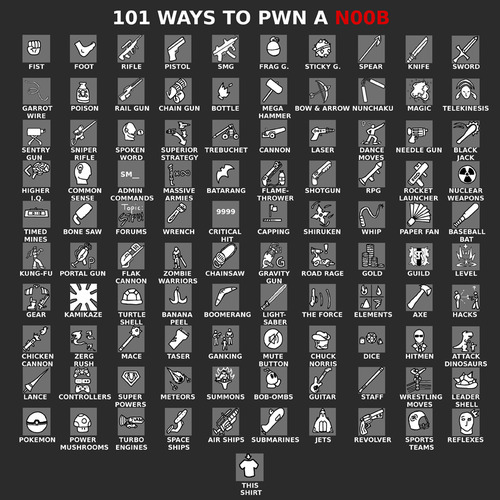 101 WAYS TO PWN A N00B
FIST FOOT RIFLE PISTOL SMG FRAG G. STICKY G. SPEAR KNIFE SWORD
GARROT WIRE POISON RAIL GUN CHAIN GUN BOTTLE MEGA HAMMER BOW & ARROW NUNCHAKU MAGIC TELEKINESIS
SENTRY GUN SNIPER RIFLE SPOKEN WORD SUPERIOR STRATEGY TREBUCHET CANNON LASER DANCE MOVES NEEDLE GUN BLACK JACK
SM_
HIGHER I.Q. COMMON SENSE ADMIN COMMANDS MASSIVE ARMIES BATARANG FLAME-THROWER SHOTGUN RPG ROCKET LAUNCHER NUCLEAR WEAPONS
Topic 9999
TIMED MINES BONE SAW FORUMS WRENCH CRITICAL HIT CAPPING SHIRUKEN WHIP PAPER FAN BASEBALL BAT
KUNG-FU PORTAL GUN FLAK CANNON ZOMBIE WARRIORS CHAINSAW GRAVITY GUN ROAD RAGE GOLD GUILD LEVEL
GEAR KAMIKAZE TURTLE SHELL BANANA PEEL BOOMERANG LIGHT-SABER THE FORCE ELEMENTS AXE HACKS
CHICKEN CANNON ZERG RUSH MACE TASER GANKING MUTE BUTTON CHUCK NORRIS DICE HITMEN ATTACK DINOSAURS
LANCE CONTROLLERS SUPER POWERS METEORS SUMMONS BOB-OMBS GUITAR STAFF WRESTLING MOVES LEADER SHELL
POKEMON POWER MUSHROOMS TURBO ENGINES SPACE SHIPS AIR SHIPS SUBMARINES JETS REVOLVER SPORTS TEAMS REFLEXES
THIS SHIRT